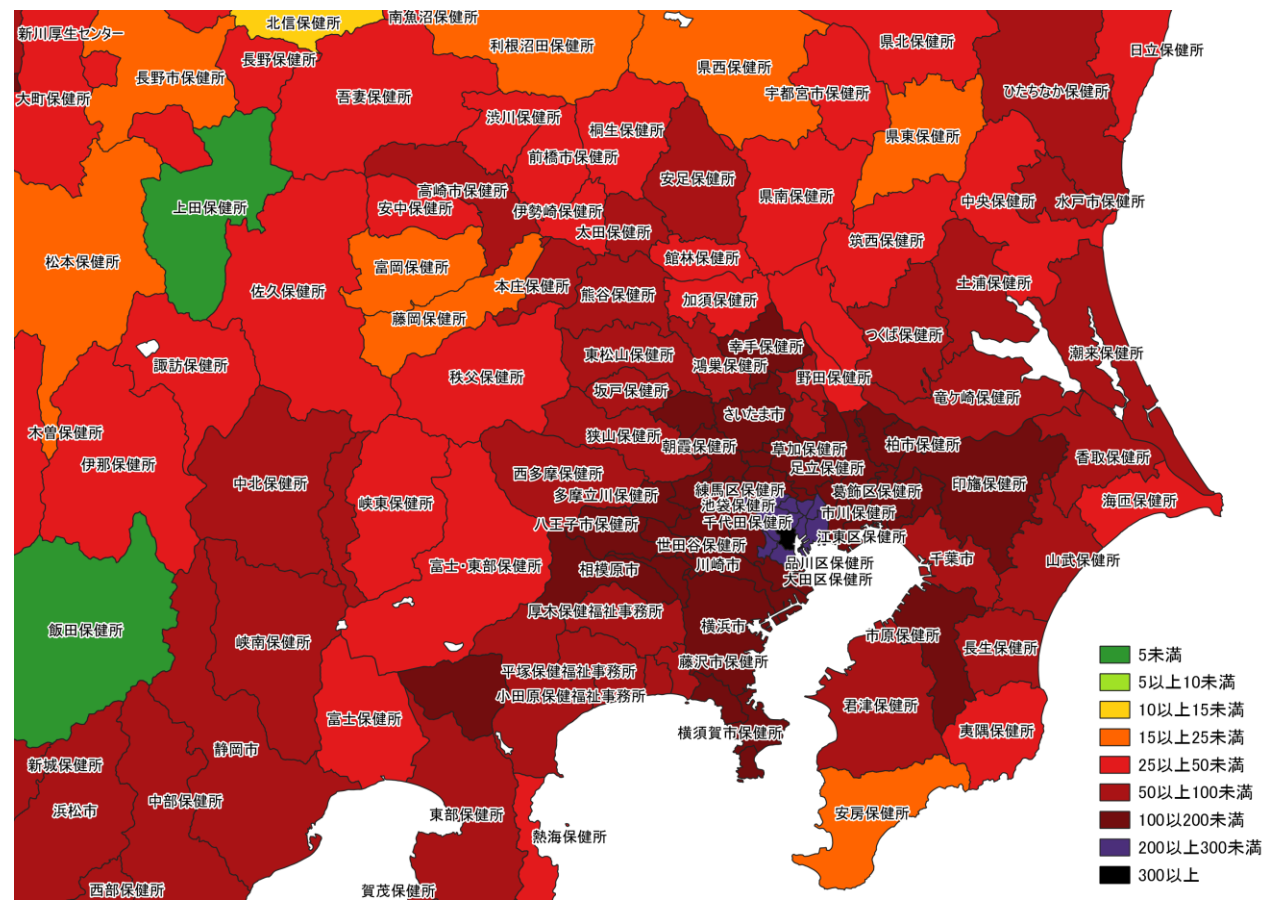 北信保健所
南魚沼保健所
新川厚生センター
利根沼田保健所
県北保健所
日立保健所
長野保健所
長野市保健所
県西保健所
大町保健所
吾妻保健所
宇都宮市保健所
ひたちなか保健所
渋川保健所
桐生保健所
県東保健所
前橋市保健所
安足保健所
高崎市保健所
県南保健所
中央保健所
水戸市保健所
上田保健所
安中保健所
伊勢崎保健所
太田保健所
筑西保健所
松本保健所
富岡保健所
館林保健所
佐久保健所
本庄保健所
熊谷保健所
加須保健所
土浦保健所
藤岡保健所
つくば保健所
幸手保健所
東松山保健所
鴻巣保健所
潮来保健所
諏訪保健所
秩父保健所
野田保健所
坂戸保健所
竜ケ崎保健所
さいたま市
木曽保健所
狭山保健所
朝霞保健所
草加保健所
柏市保健所
伊那保健所
足立保健所
香取保健所
中北保健所
西多摩保健所
練馬区保健所
葛飾区保健所
印旛保健所
峡東保健所
多摩立川保健所
池袋保健所
市川保健所
海匝保健所
八王子市保健所
千代田保健所
江東区保健所
世田谷保健所
富士・東部保健所
相模原市
川崎市
品川区保健所
大田区保健所
千葉市
山武保健所
厚木保健福祉事務所
飯田保健所
横浜市
市原保健所
峡南保健所
長生保健所
藤沢市保健所
平塚保健福祉事務所
小田原保健福祉事務所
君津保健所
富士保健所
横須賀市保健所
夷隅保健所
静岡市
新城保健所
中部保健所
浜松市
東部保健所
安房保健所
熱海保健所
西部保健所
賀茂保健所
5未満
5以上10未満
10以上15未満
15以上25未満
25以上50未満
50以上100未満
100以200未満
200以上300未満
300以上